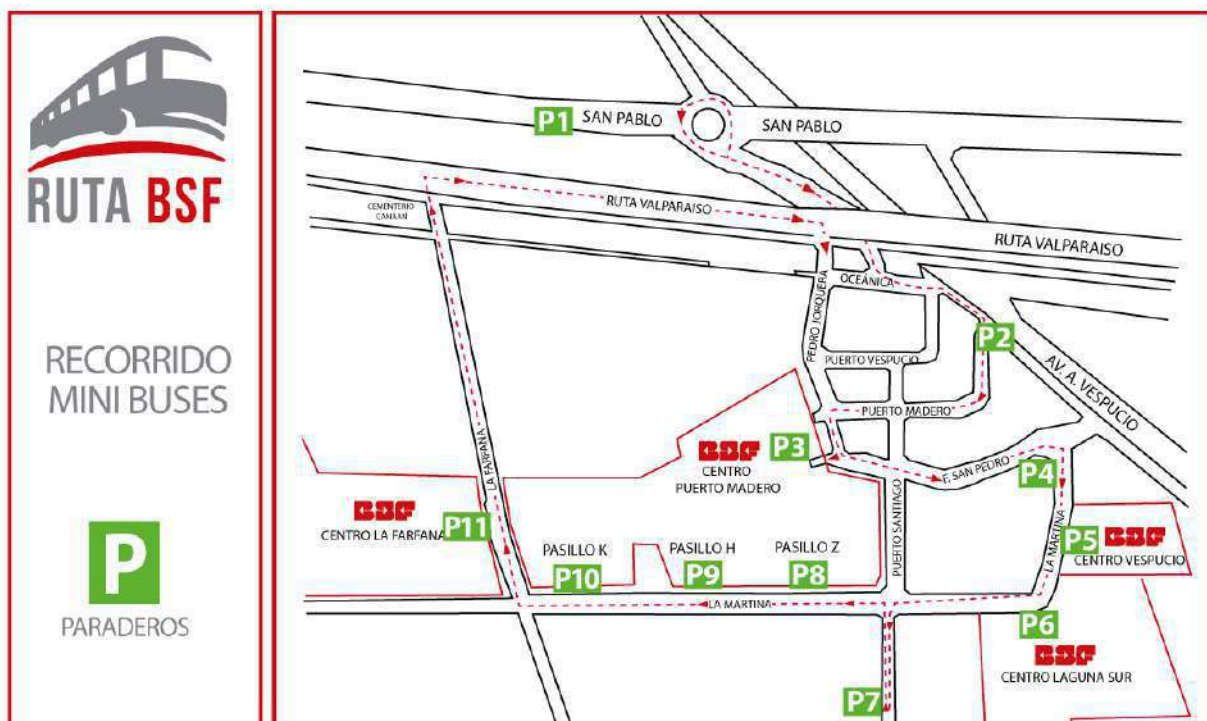 RUTA BSF
RECORRIDO
MINI BUSES
P
PARADEROS
P1
SAN PABLO
SAN PABLO
CEMENTERIO
CANAAN
RUTA VALPARAISO
RUTA VALPARAISO
OCEÁNICA
PEDRO JORQUERA
P2
PUERTO VESPUCIO
AV. A. VESPUCIO
PUERTO MADERO
P3
BSF
CENTRO
PUERTO MADERO
F. SAN PEDRO
P4
LA FARFANA
BSF
CENTRO LA FARFANA
P11
PUERTO SANTIAGO
LA MARTINA
P5
BSF
CENTRO VESPUCIO
PASILLO K
P10
PASILLO H
P9
PASILLO Z
P8
LA MARTINA
P6
BSF
CENTRO LAGUNA SUR
P7